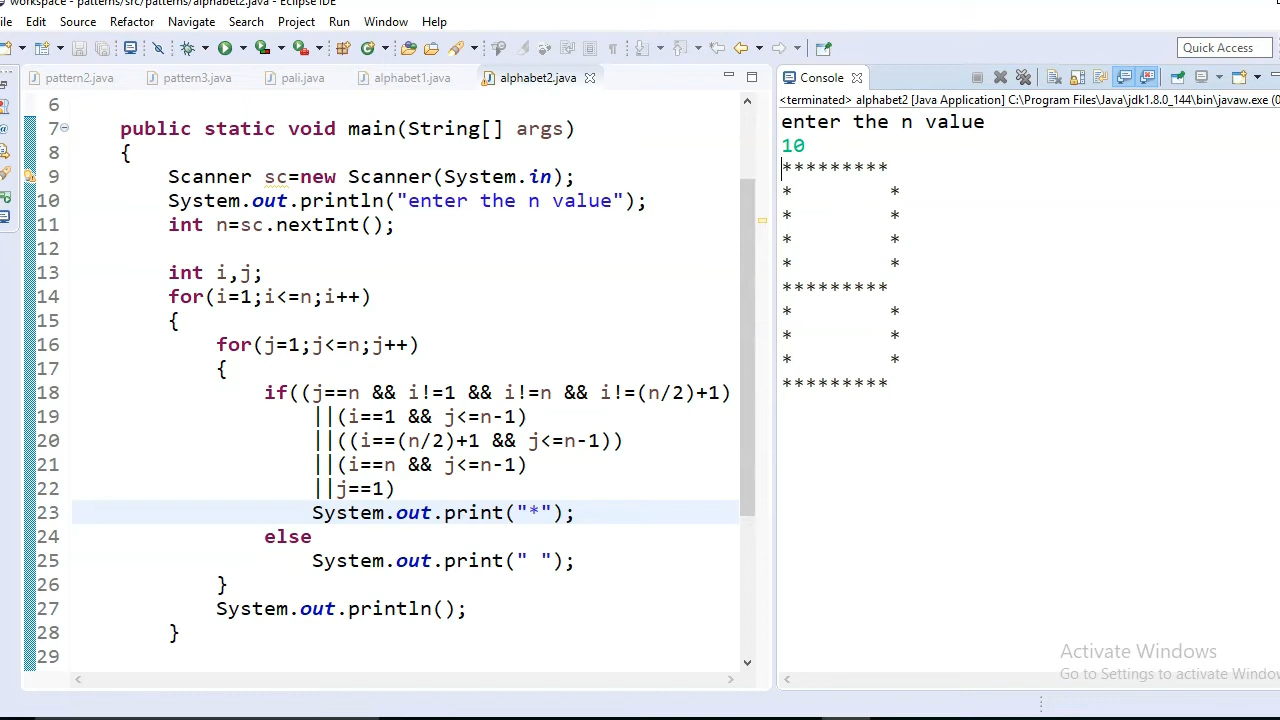 workspace - patterns/src/patterns/alphabet2.java - Eclipse IDE
Edit Source Refactor Navigate Search Project Run Window Help
Quick Access
pattern2.java pattern3.java pali.java alphabet1.java alphabet2.java
6
7 public static void main(String[] args)
8 {
9 Scanner sc=new Scanner(System.in);
10 System.out.println("enter the n value");
11 int n=sc.nextInt();
12
13 int i,j;
14 for(i=1;i<=n;i++)
15 {
16 for(j=1;j<=n;j++)
17 {
18 if((j==n && i!=1 && i!=n && i!=(n/2)+1)
19 ||(i==1 && j<=n-1)
20 ||((i==(n/2)+1 && j<=n-1))
21 ||(i==n && j<=n-1)
22 ||j==1)
23 System.out.print("*");
24 else
25 System.out.print(" ");
26 }
27 System.out.println();
28 }
29
Console
<terminated> alphabet2 [Java Application] C:\Program Files\Java\jdk1.8.0_144\bin\javaw.exe (0
enter the n value
10
*********
*        *
*        *
*        *
*        *
*********
*        *
*        *
*        *
*********
Activate Windows
Go to Settings to activate Windo